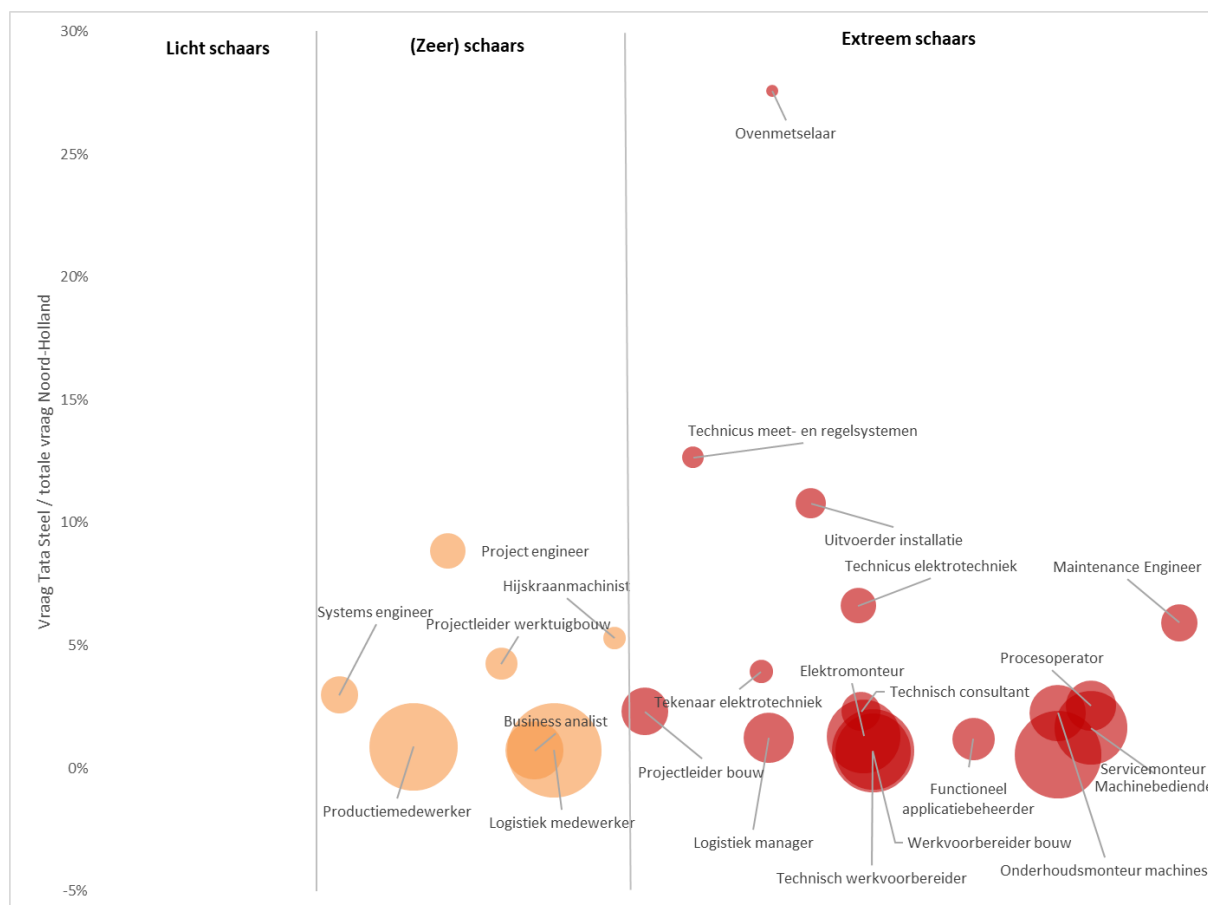 Licht schaars
(Zeer) schaars
Extreem schaars
30%
25%
20%
15%
10%
5%
0%
-5%
Vraag Tata Steel / totale vraag Noord-Holland
Ovenmetselaar
Technicus meet- en regelsystemen
Uitvoerder installatie
Project engineer
Technicus elektrotechniek
Maintenance Engineer
Hijskraanmachinist
Systems engineer
Projectleider werktuigbouw
Procesoperator
Elektromonteur
Technisch consultant
Tekenaar elektrotechniek
Business analist
Projectleider bouw
Servicemonteur
Machinebediende
Functioneel
applicatiebeheerder
Productiemedewerker
Logistiek medewerker
Logistiek manager
Werkvoorbereider bouw
Onderhoudsmonteur machines
Technisch werkvoorbereider